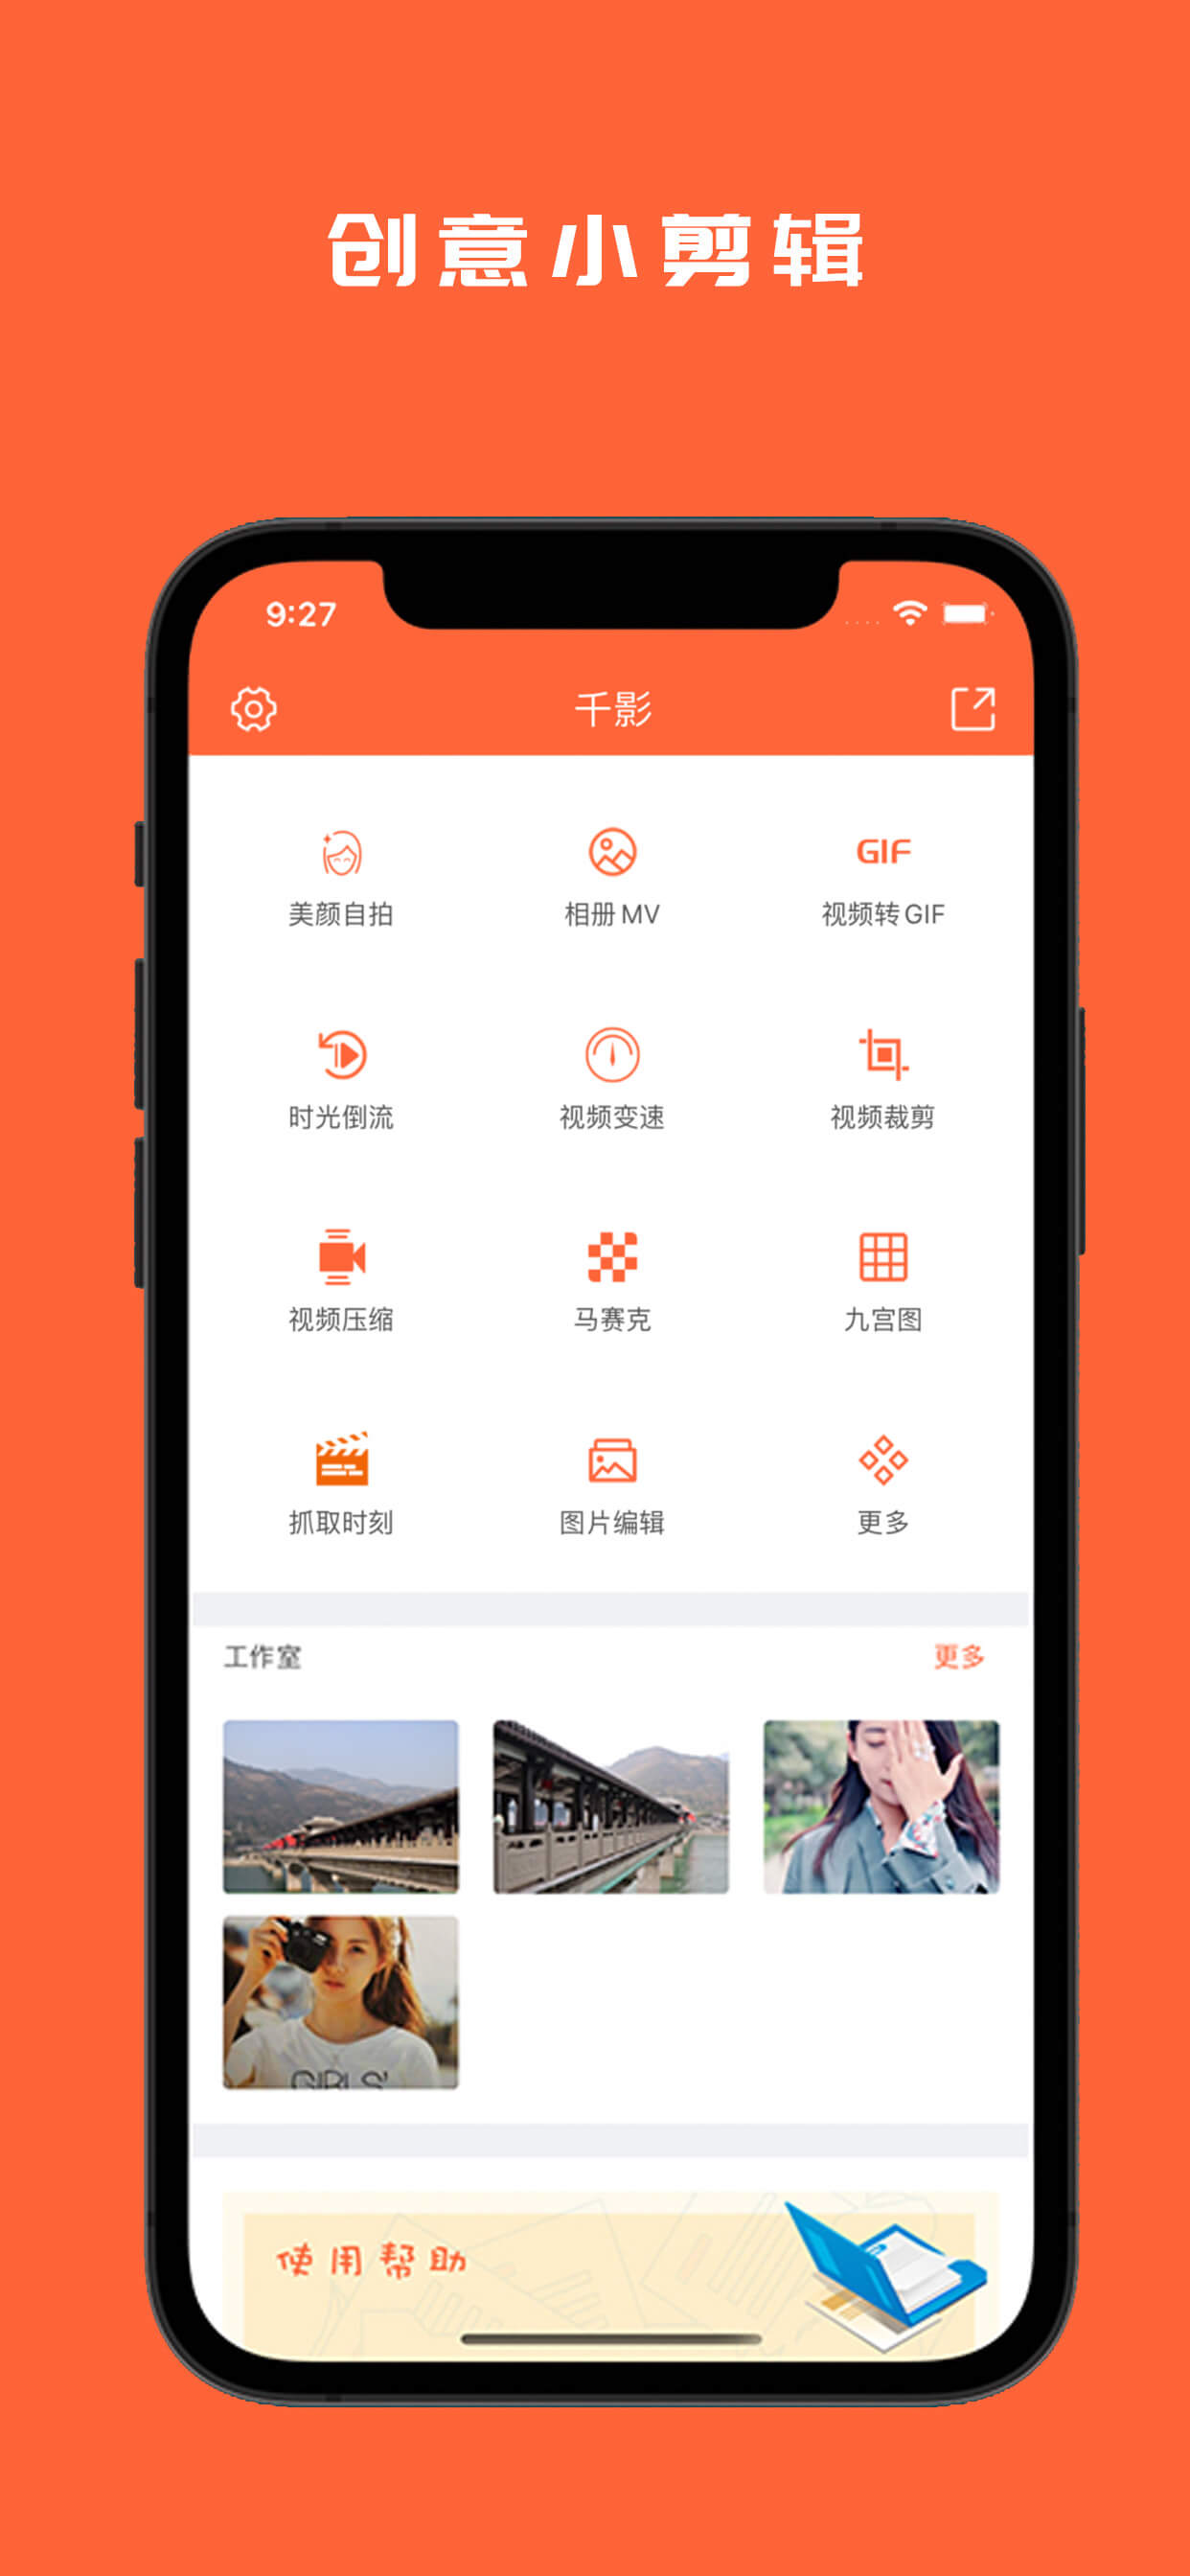 创意小剪辑
9:27
千影
美颜自拍 相册 MV 视频转 GIF
时光倒流 视频变速 视频裁剪
视频压缩 马赛克 九宫图
抓取时刻 图片编辑 更多
工作室 更多
GIRLS'
使用帮助